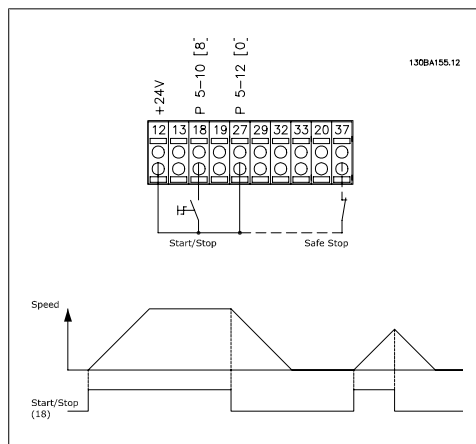 130BA155.12
+24V
P 5-10 [8]
P 5-12 [0]
12 13 18 19 27 29 32 33 20 37
Start/Stop
Safe Stop
Speed
Start/Stop
(18)